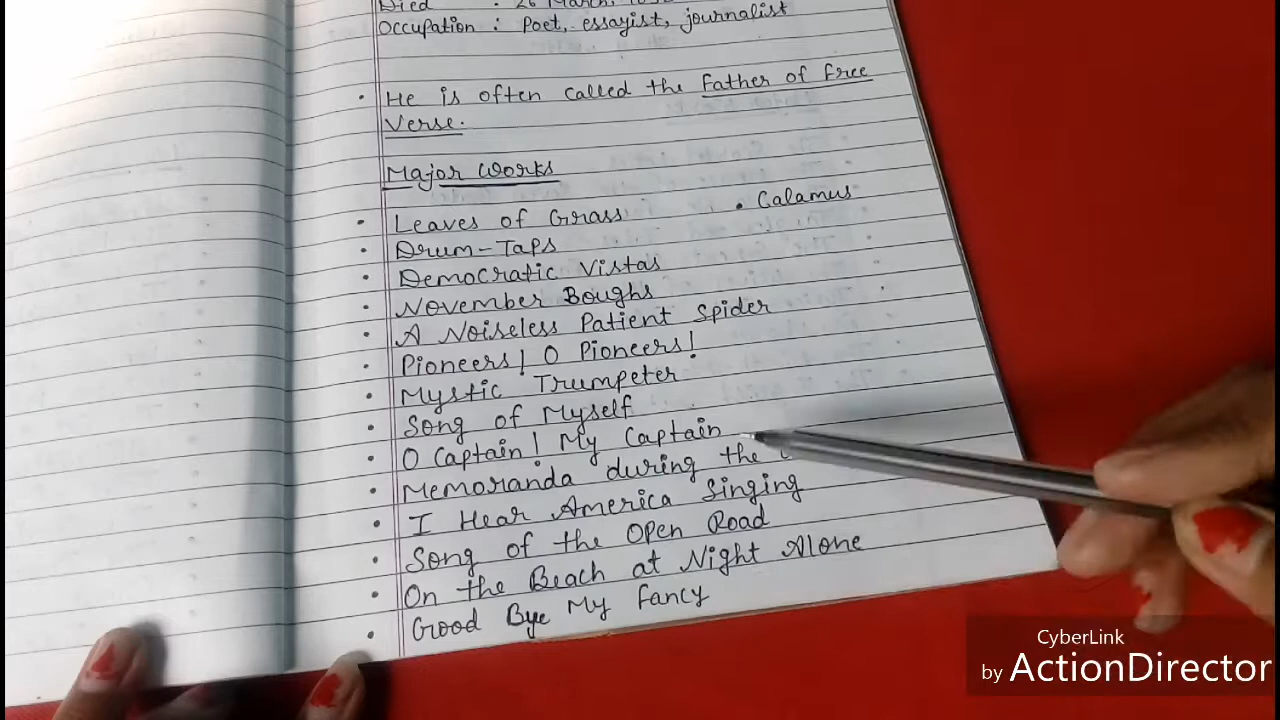 Died : 26 March,
Occupation : Poet, essayist, journalist
• He is often called the Father of Free
Verse.
Major Works
• Leaves of Grass
• Calamus
• Drum-Taps
• Democratic Vistas
• November Boughs
• A Noiseless Patient Spider
• Pioneers! O Pioneers!
• Mystic Trumpeter
• Song of Myself
• O Captain! My Captain
• Memoranda during the
• I Hear America Singing
• Song of the Open Road
• On the Beach at Night Alone
• Good Bye My Fancy
CyberLink
by ActionDirector